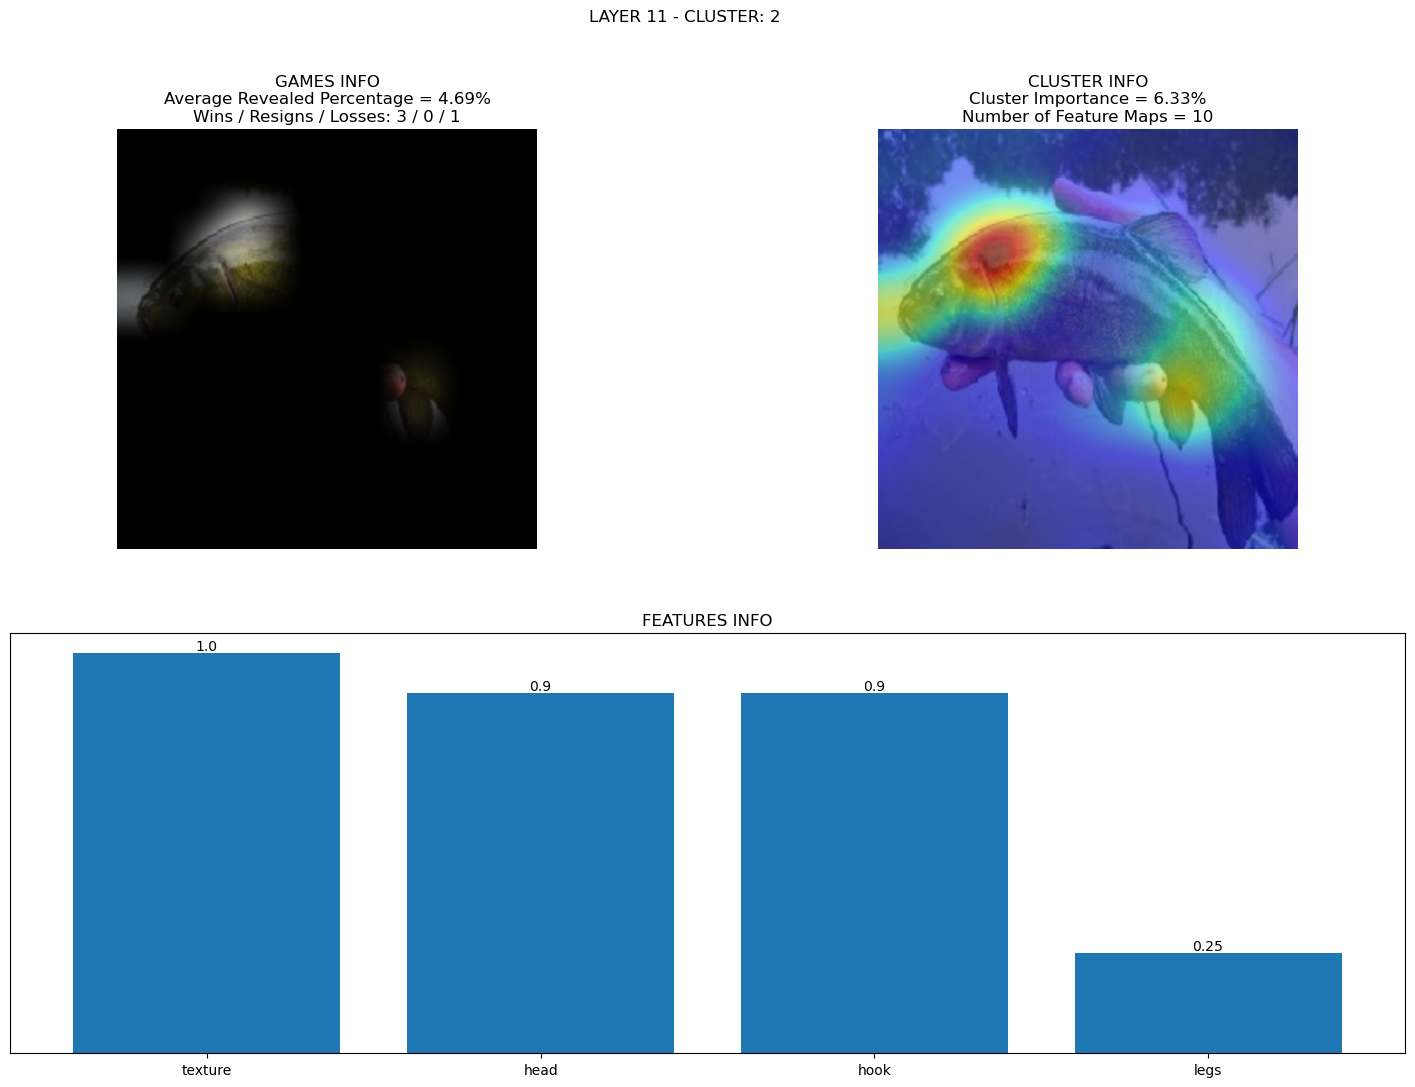 LAYER 11 - CLUSTER: 2
GAMES INFO
Average Revealed Percentage = 4.69%
Wins / Resigns / Losses: 3 / 0 / 1
CLUSTER INFO
Cluster Importance = 6.33%
Number of Feature Maps = 10
FEATURES INFO
1.0
0.9
0.9
0.25
texture
head
hook
legs